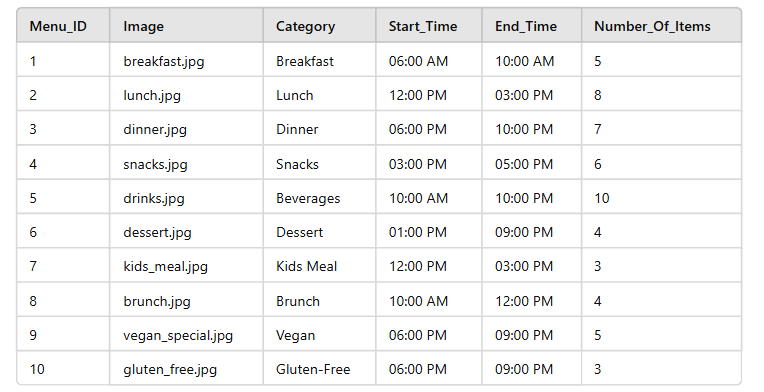 Menu_ID Image Category Start_Time End_Time Number_Of_Items
1 breakfast.jpg Breakfast 06:00 AM 10:00 AM 5
2 lunch.jpg Lunch 12:00 PM 03:00 PM 8
3 dinner.jpg Dinner 06:00 PM 10:00 PM 7
4 snacks.jpg Snacks 03:00 PM 05:00 PM 6
5 drinks.jpg Beverages 10:00 AM 10:00 PM 10
6 dessert.jpg Dessert 01:00 PM 09:00 PM 4
7 kids_meal.jpg Kids Meal 12:00 PM 03:00 PM 3
8 brunch.jpg Brunch 10:00 AM 12:00 PM 4
9 vegan_special.jpg Vegan 06:00 PM 09:00 PM 5
10 gluten_free.jpg Gluten-Free 06:00 PM 09:00 PM 3